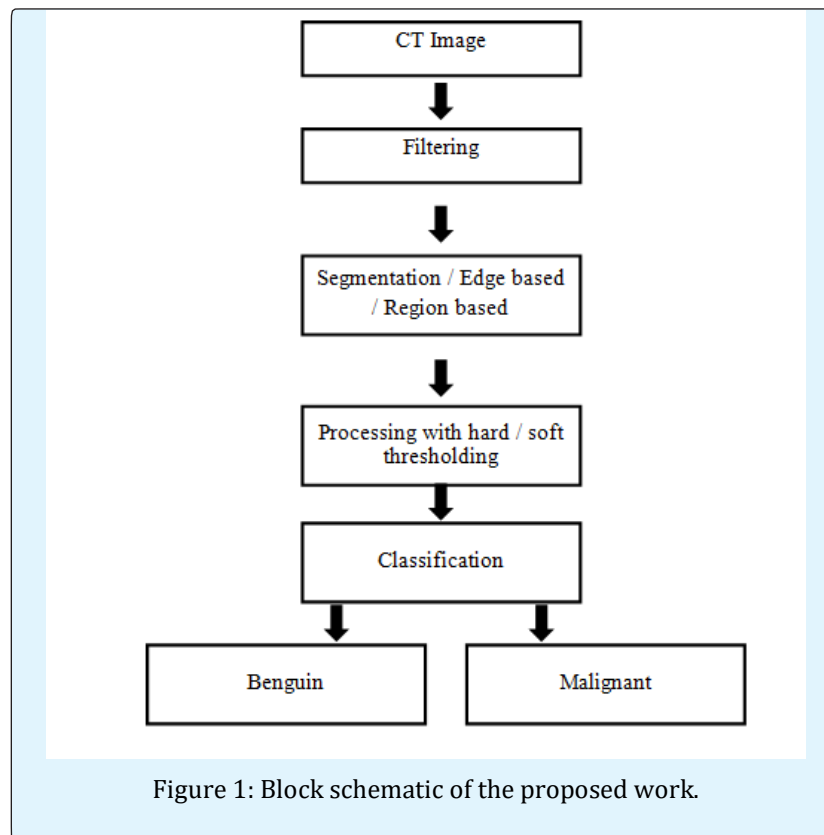 CT Image
Filtering
Segmentation / Edge based
/ Region based
Processing with hard / soft
thresholding
Classification
Benguin
Malignant
Figure 1: Block schematic of the proposed work.